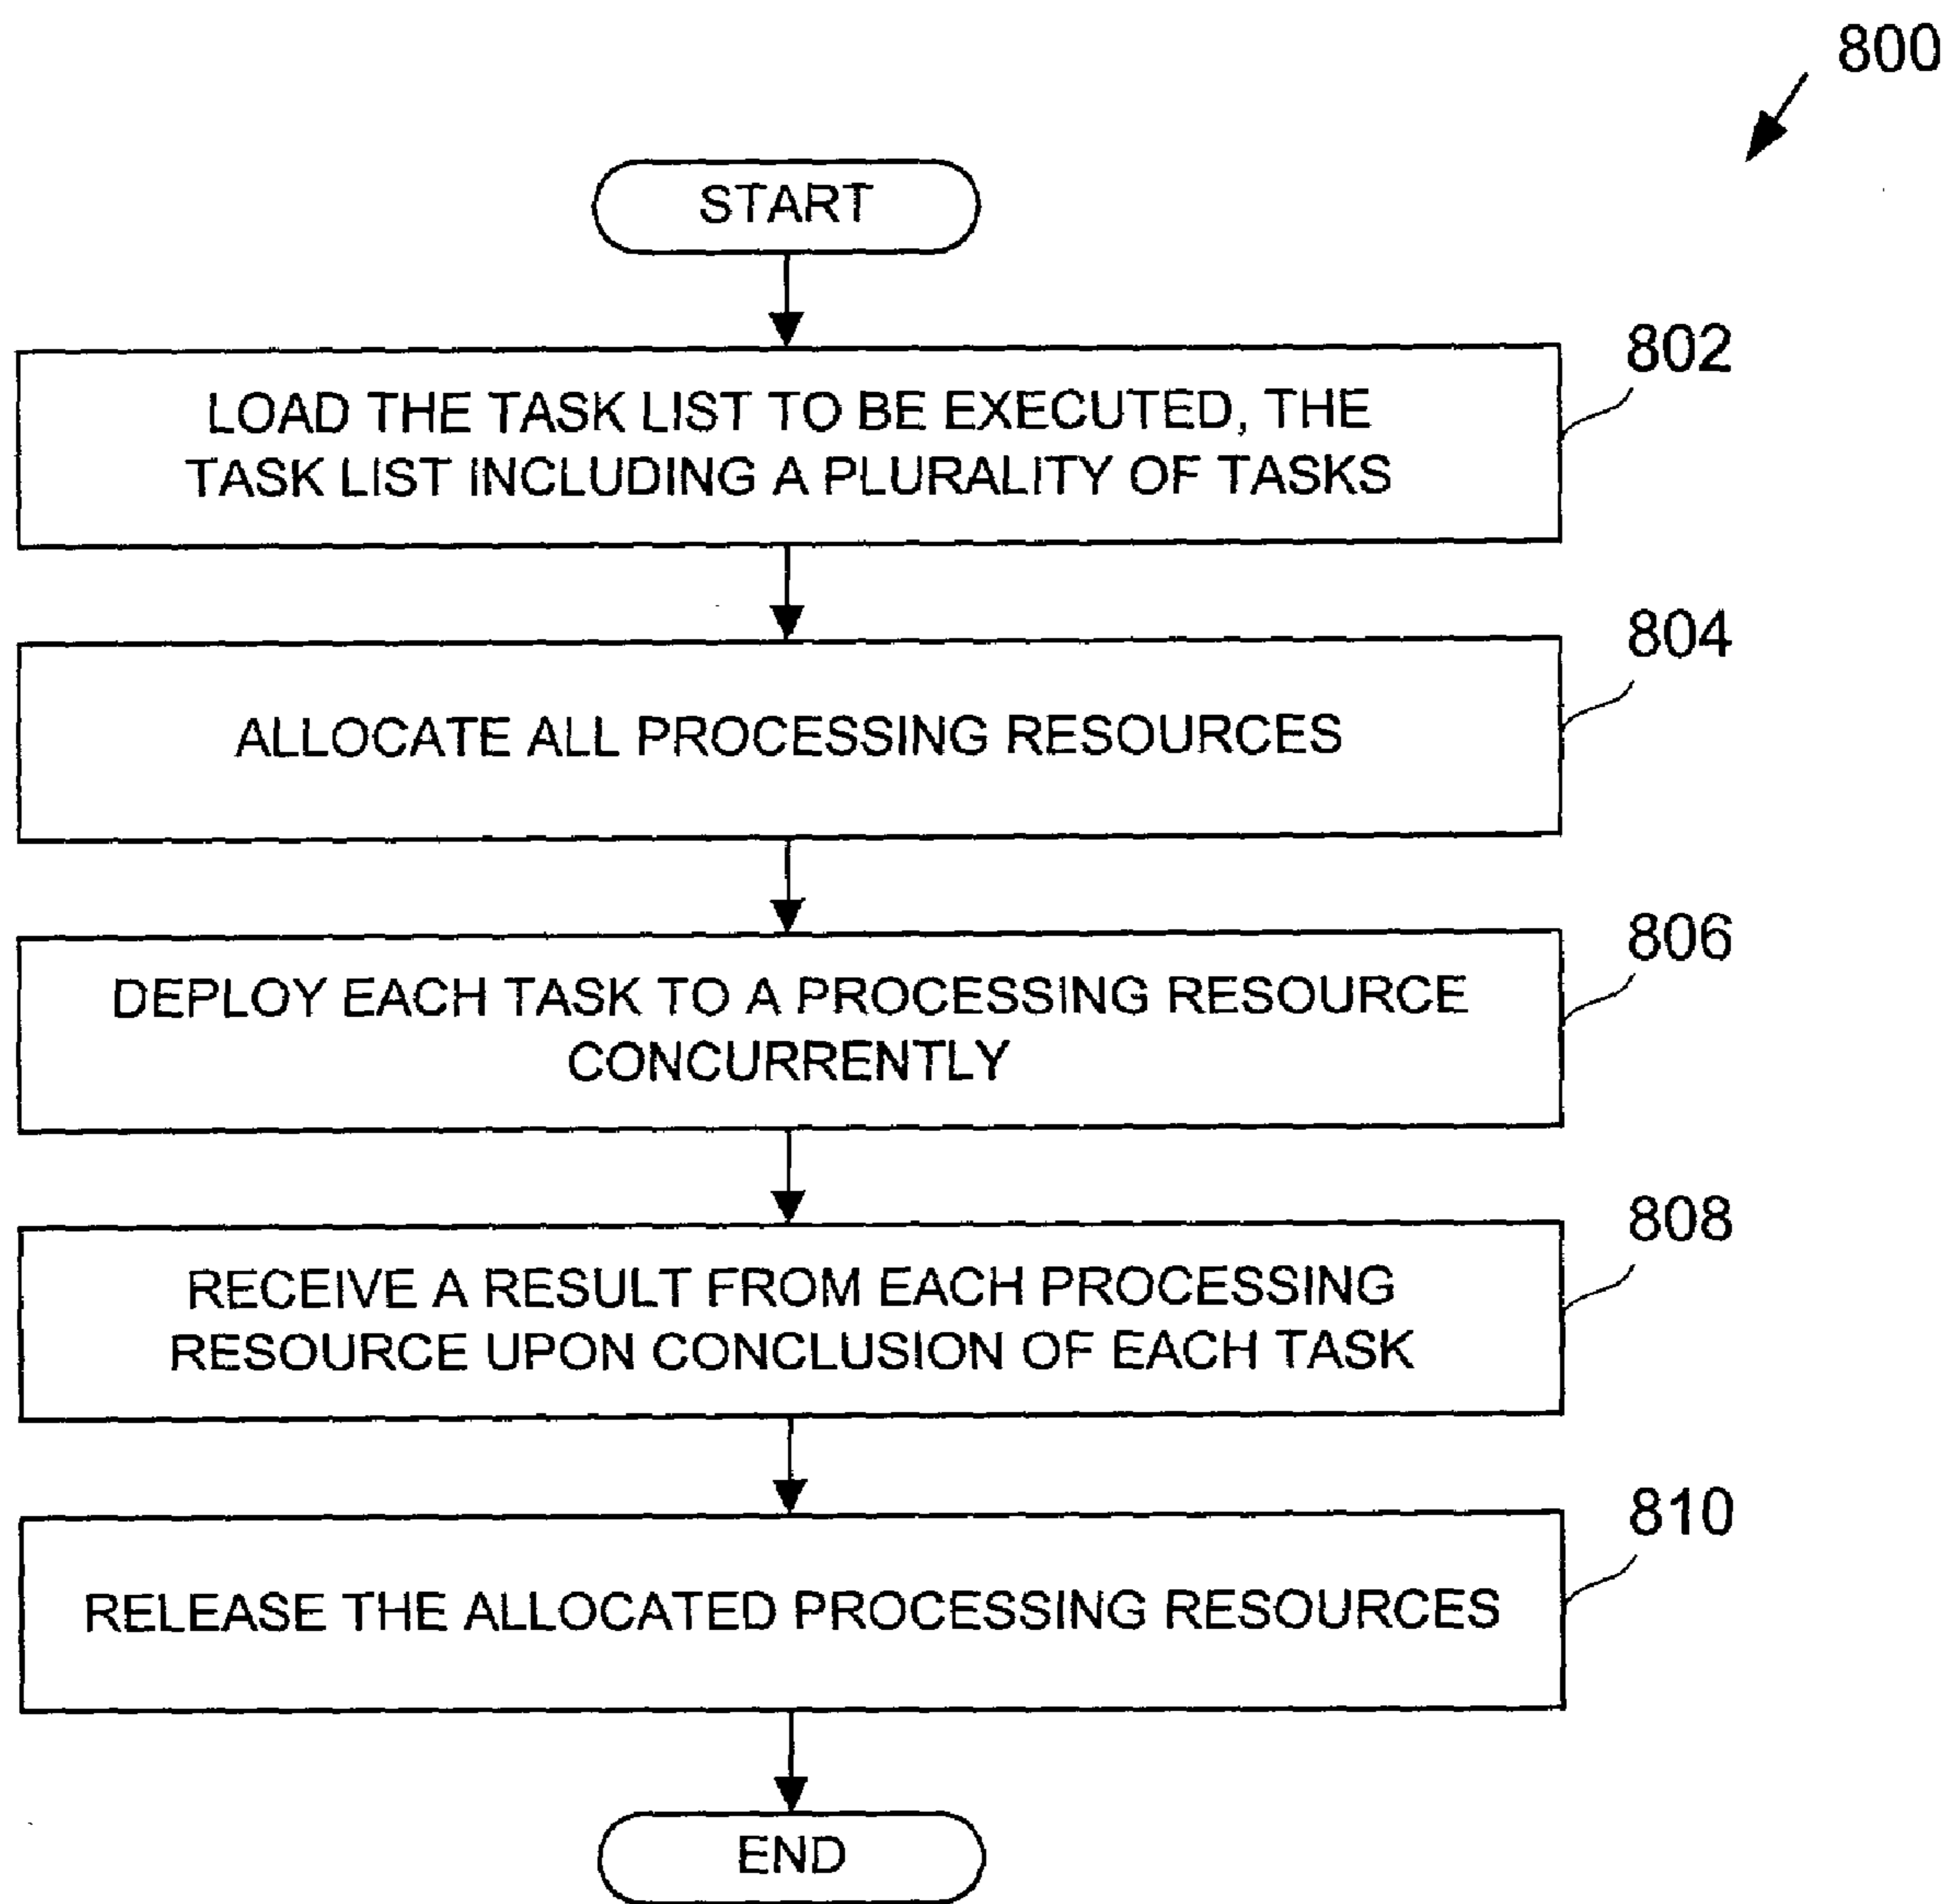 800
START
802
LOAD THE TASK LIST TO BE EXECUTED, THE
TASK LIST INCLUDING A PLURALITY OF TASKS
804
ALLOCATE ALL PROCESSING RESOURCES
806
DEPLOY EACH TASK TO A PROCESSING RESOURCE
CONCURRENTLY
808
RECEIVE A RESULT FROM EACH PROCESSING
RESOURCE UPON CONCLUSION OF EACH TASK
810
RELEASE THE ALLOCATED PROCESSING RESOURCES
END